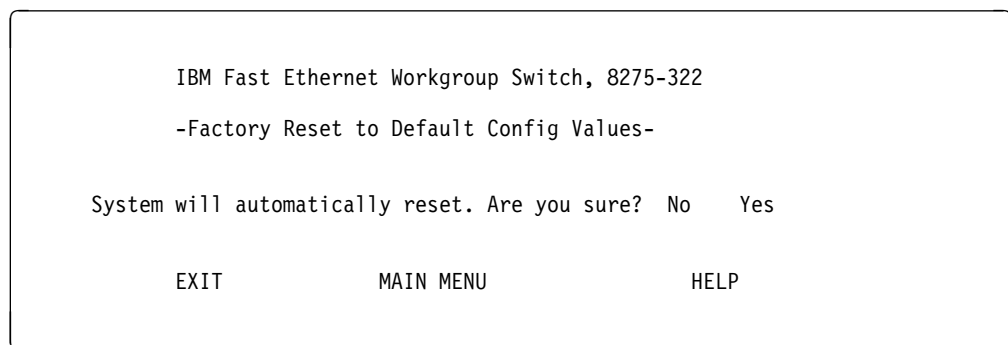 IBM Fast Ethernet Workgroup Switch, 8275-322
-Factory Reset to Default Config Values-
System will automatically reset. Are you sure? No Yes
EXIT MAIN MENU HELP